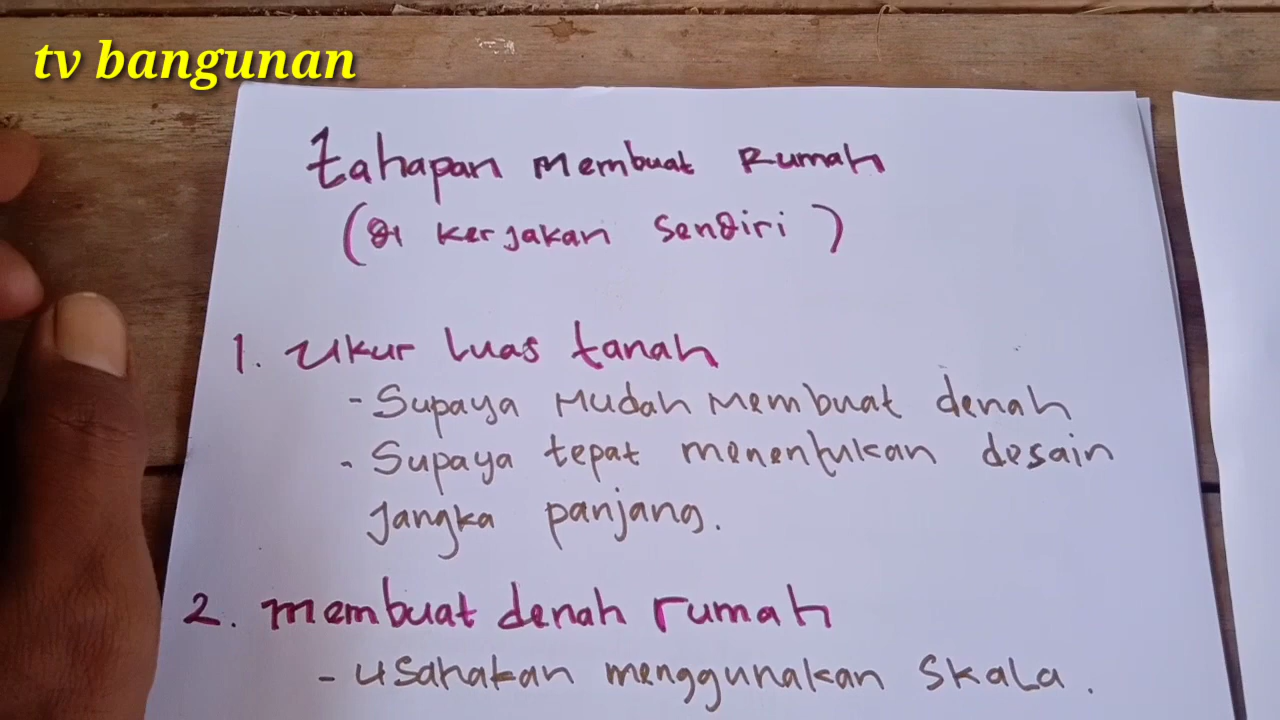 tv bangunan
tahapan membuat Rumah
(di kerjakan sendiri)
1. Ukur luas tanah
- Supaya Mudah Membuat denah
- Supaya tepat menentukan desain
jangka panjang.
2. membuat denah rumah
- usahakan menggunakan skala.